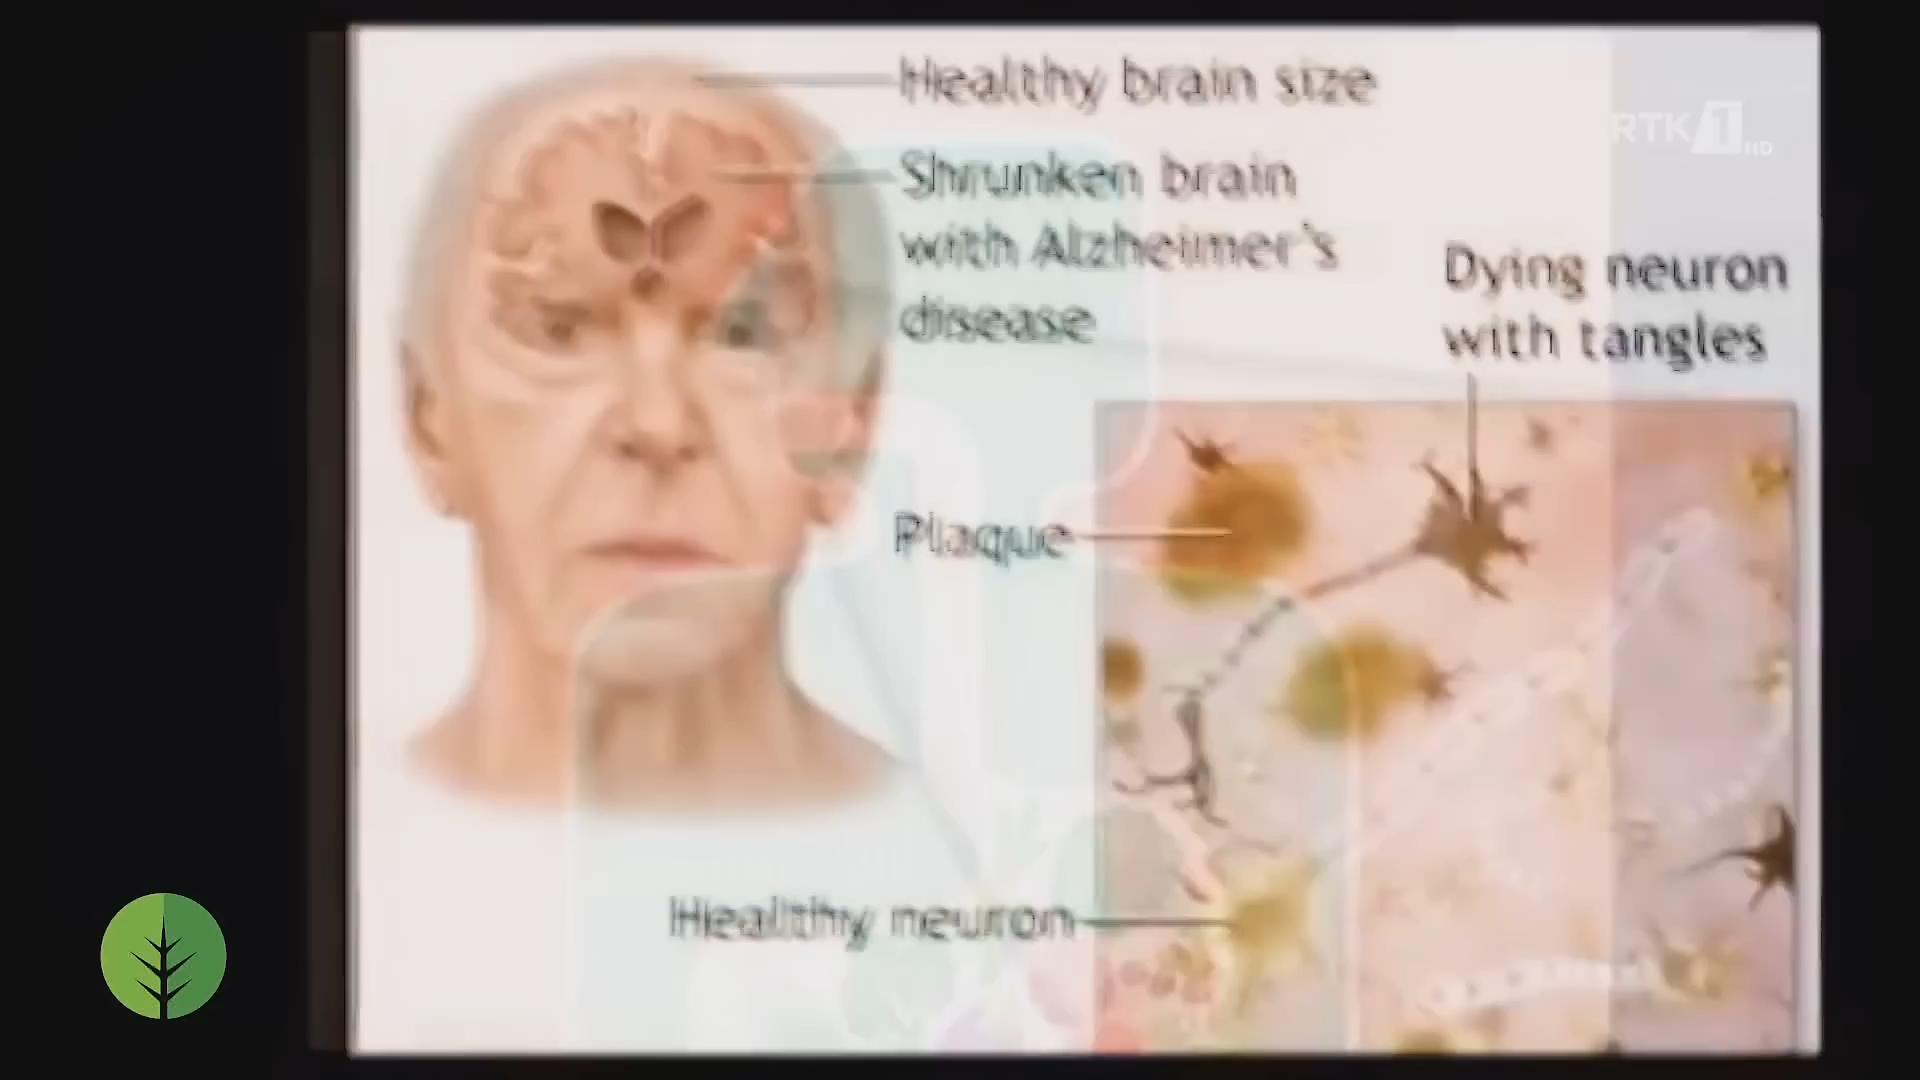 Healthy brain size
RTK 1 HD
Shrunken brain
with Alzheimer's
disease
Dying neuron
with tangles
Plaque
Healthy neuron